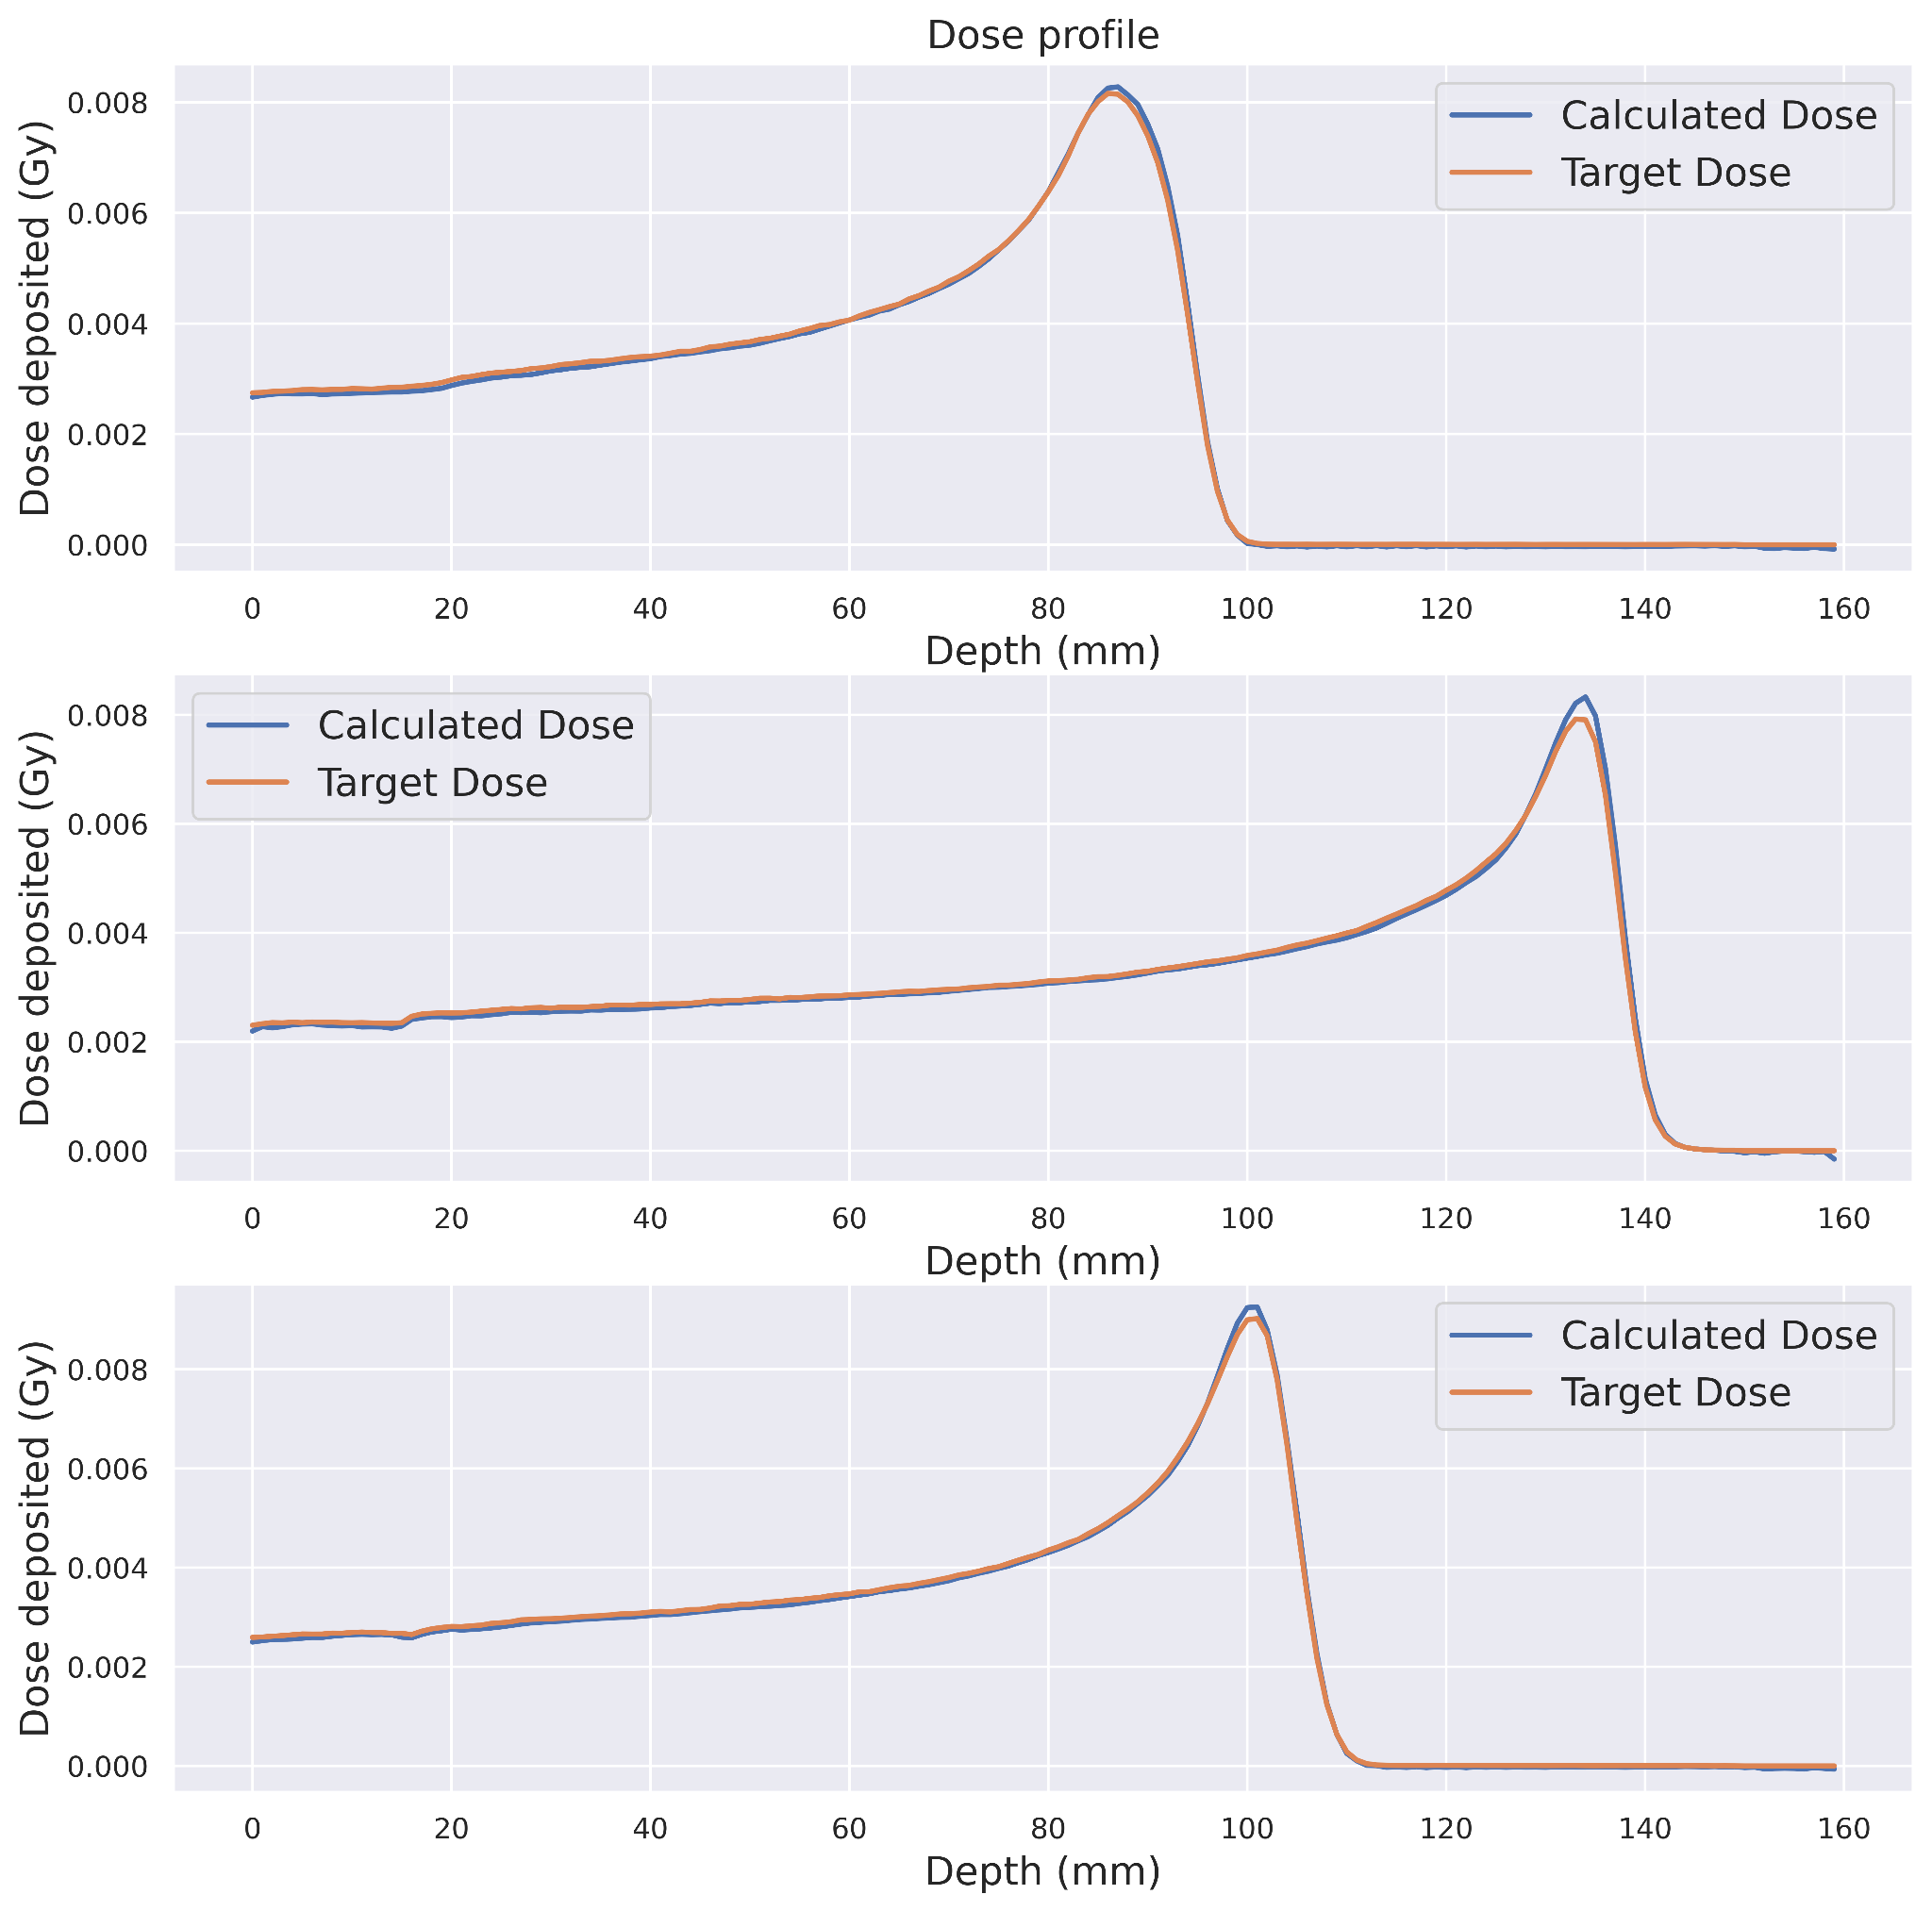 Dose profile
Dose deposited (Gy)
0.008
0.006
0.004
0.002
0.000
Calculated Dose
Target Dose
0 20 40 60 80 100 120 140 160
Depth (mm)
Dose deposited (Gy)
0.008
0.006
0.004
0.002
0.000
Calculated Dose
Target Dose
0 20 40 60 80 100 120 140 160
Depth (mm)
Dose deposited (Gy)
0.008
0.006
0.004
0.002
0.000
Calculated Dose
Target Dose
0 20 40 60 80 100 120 140 160
Depth (mm)